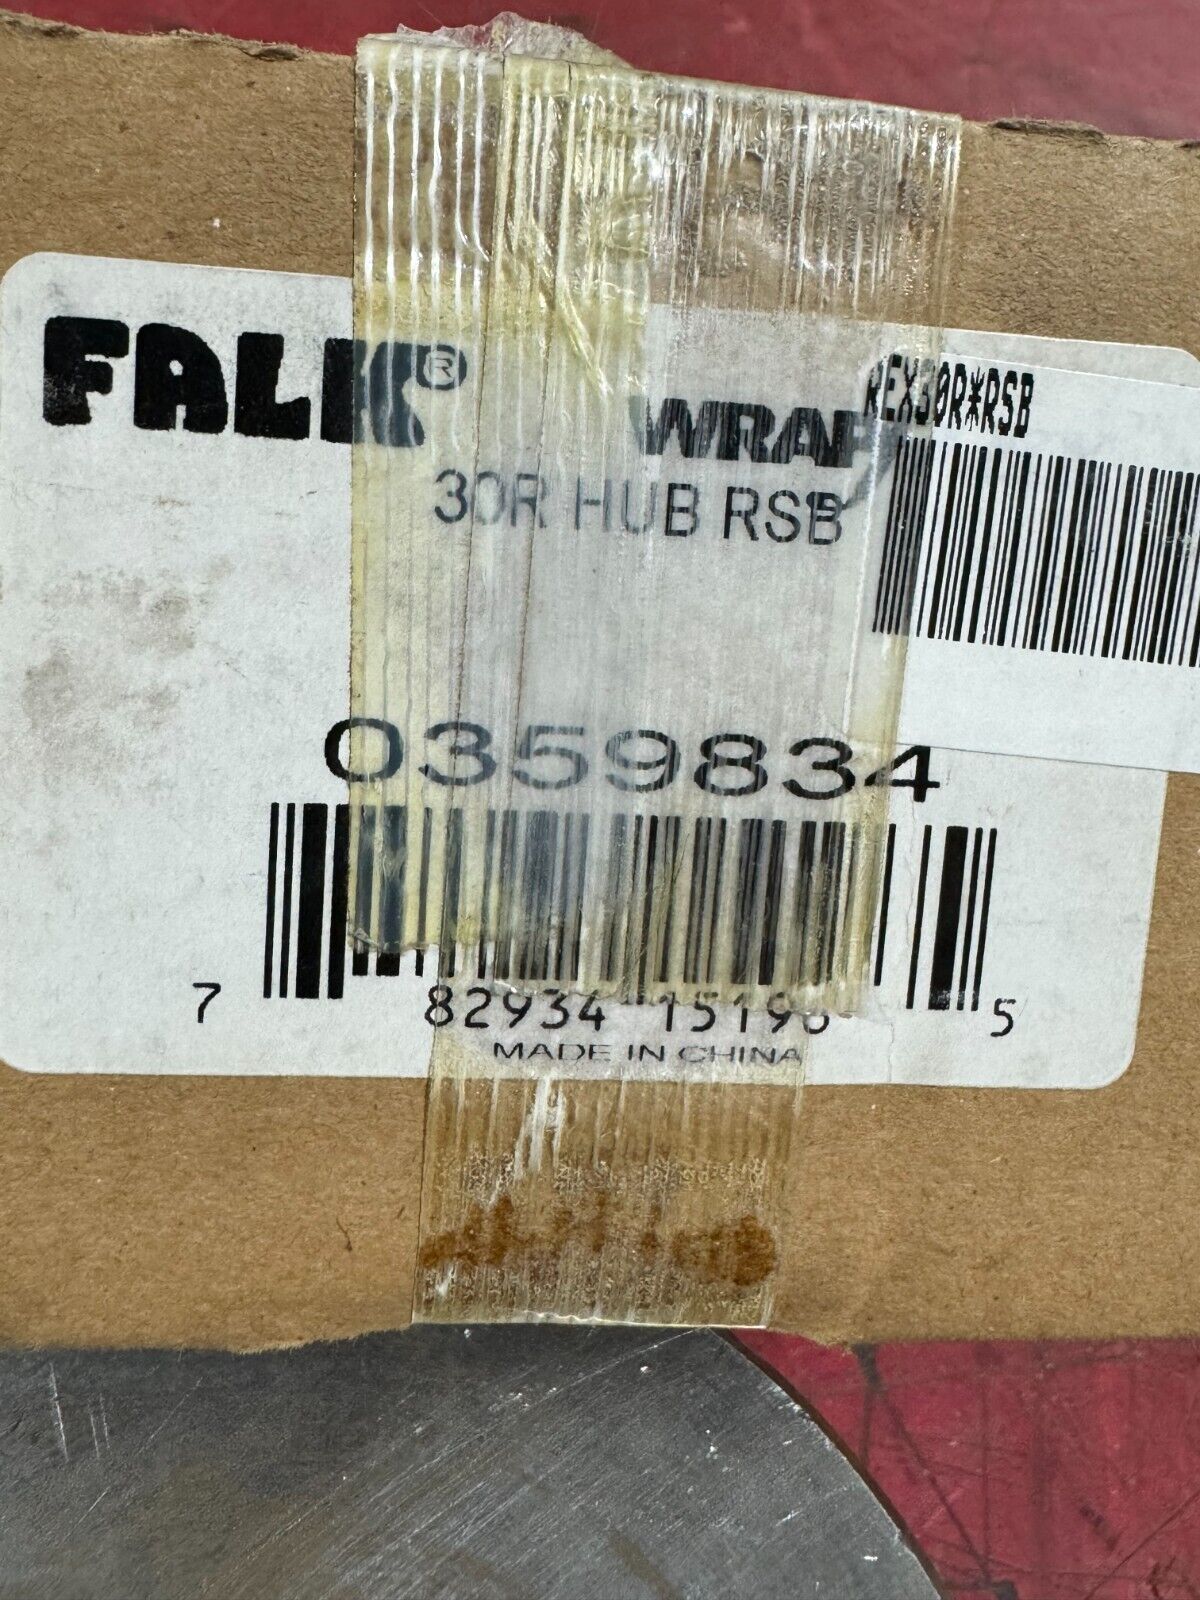 FALK® WRAP
REX30R*RSB
30R HUB RSB
0359834
7 82934 15196 5
MADE IN CHINA